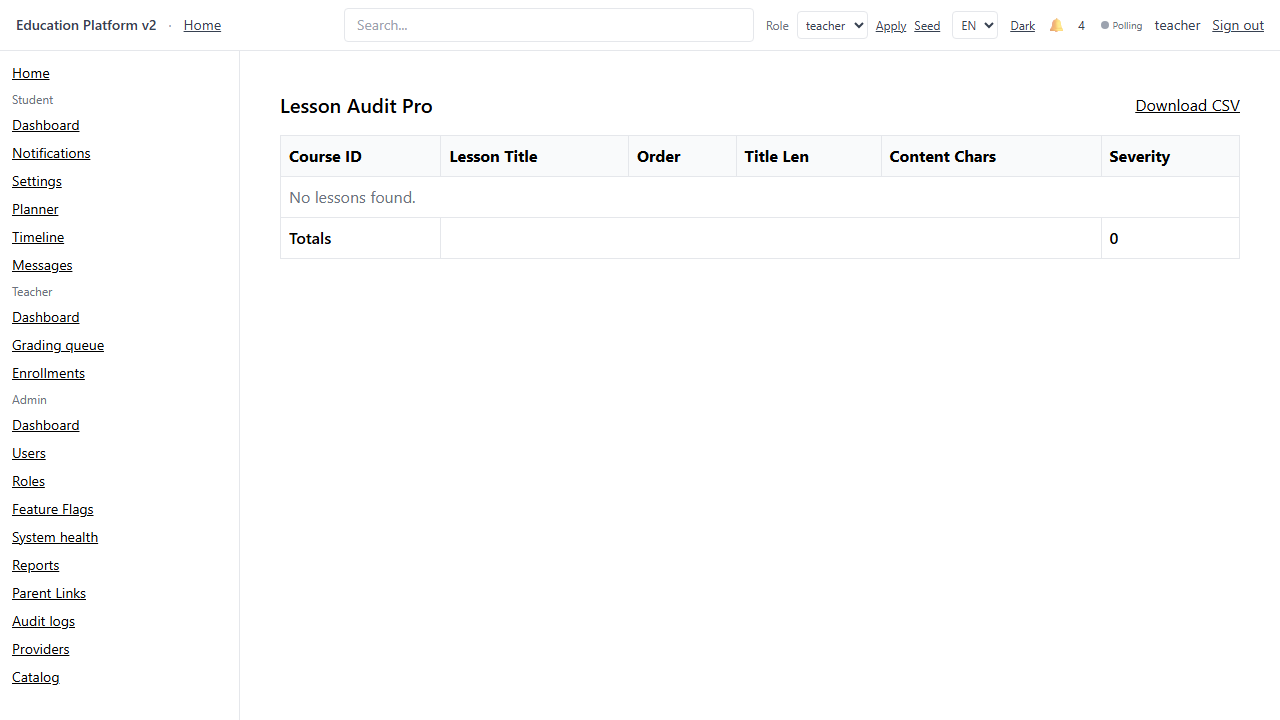 Education Platform v2 · Home Search... Role teacher Apply Seed EN Dark 🔔 4 Polling teacher Sign out
Home
Student
Dashboard
Notifications
Settings
Planner
Timeline
Messages
Teacher
Dashboard
Grading queue
Enrollments
Admin
Dashboard
Users
Roles
Feature Flags
System health
Reports
Parent Links
Audit logs
Providers
Catalog
Lesson Audit Pro Download CSV
Course ID Lesson Title Order Title Len Content Chars Severity
No lessons found.
Totals 0